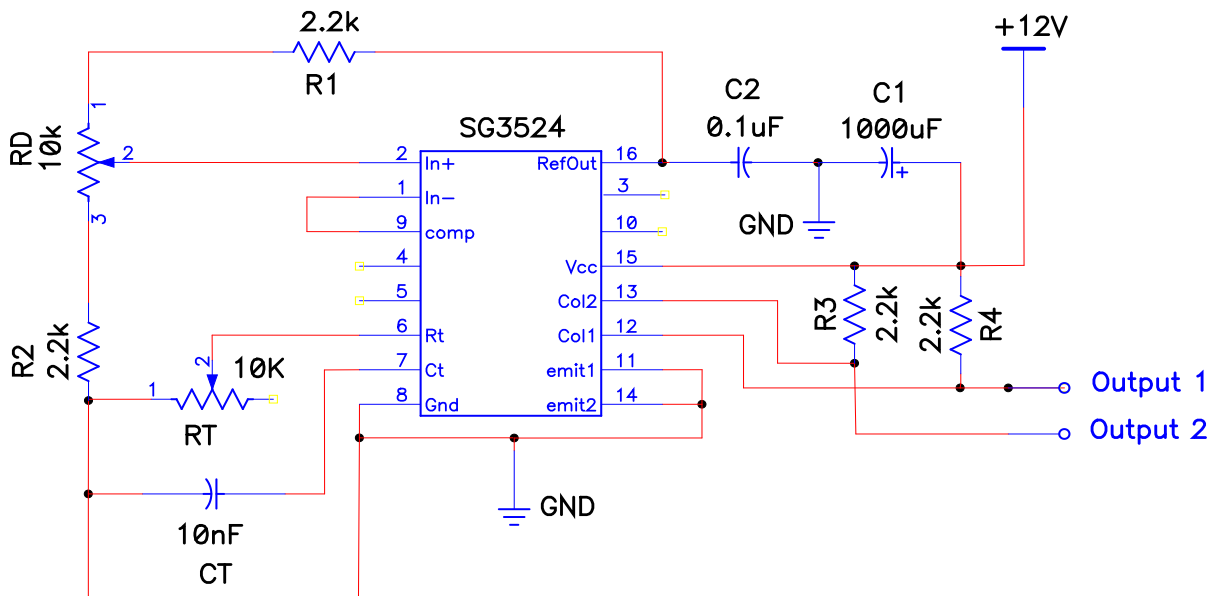 2.2k
R1
+12V
C2
0.1uF
C1
1000uF
SG3524
RD
10k
1
2
3
2
In+
1
In-
9
comp
4
5
6
Rt
7
Ct
8
Gnd
RefOut
16
3
10
Vcc
15
Col2
13
Col1
12
emit1
11
emit2
14
GND
R3
2.2k
2.2k
R4
R2
2.2k
1
2
10K
RT
Output 1
Output 2
GND
10nF
CT